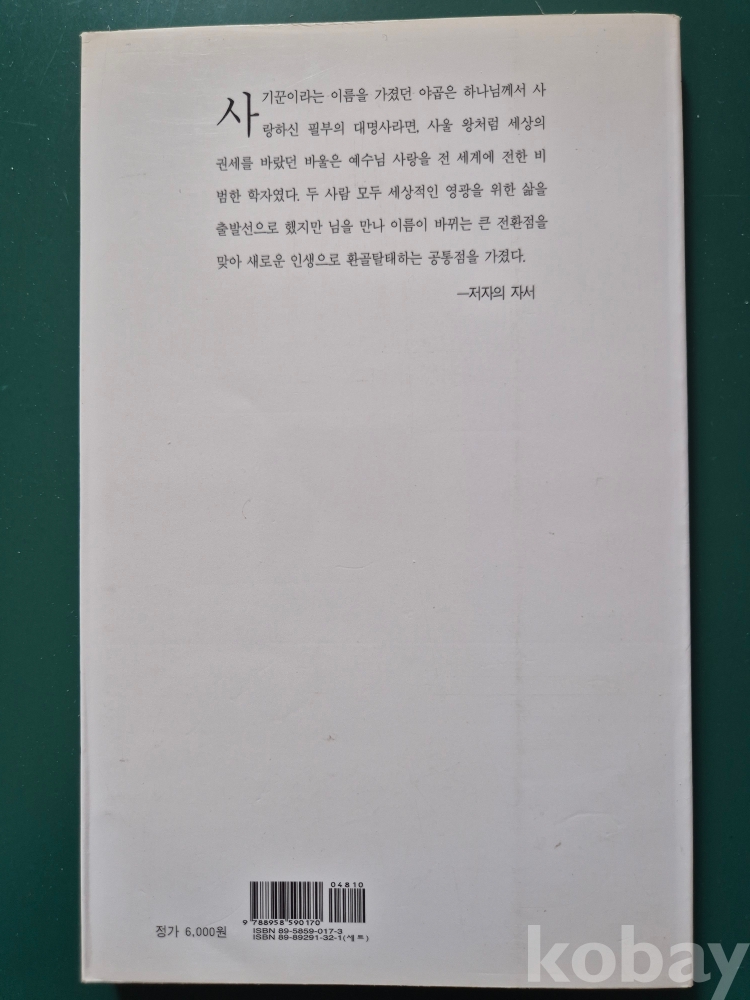 사기꾼이라는 이름을 가졌던 야곱은 하나님께서 사
랑하신 필부의 대명사라면, 사울 왕처럼 세상의
권세를 바랐던 바울은 예수님 사랑을 전 세계에 전한 비
범한 학자였다. 두 사람 모두 세상적인 영광을 위한 삶을
출발선으로 했지만 님을 만나 이름이 바뀌는 큰 전환점을
맞아 새로운 인생으로 환골탈태하는 공통점을 가졌다.
—저자의 자서
04810
9 788958 590170
정가 6,000원
ISBN 89-5859-017-3
ISBN 89-89291-32-1(세트)
kobay